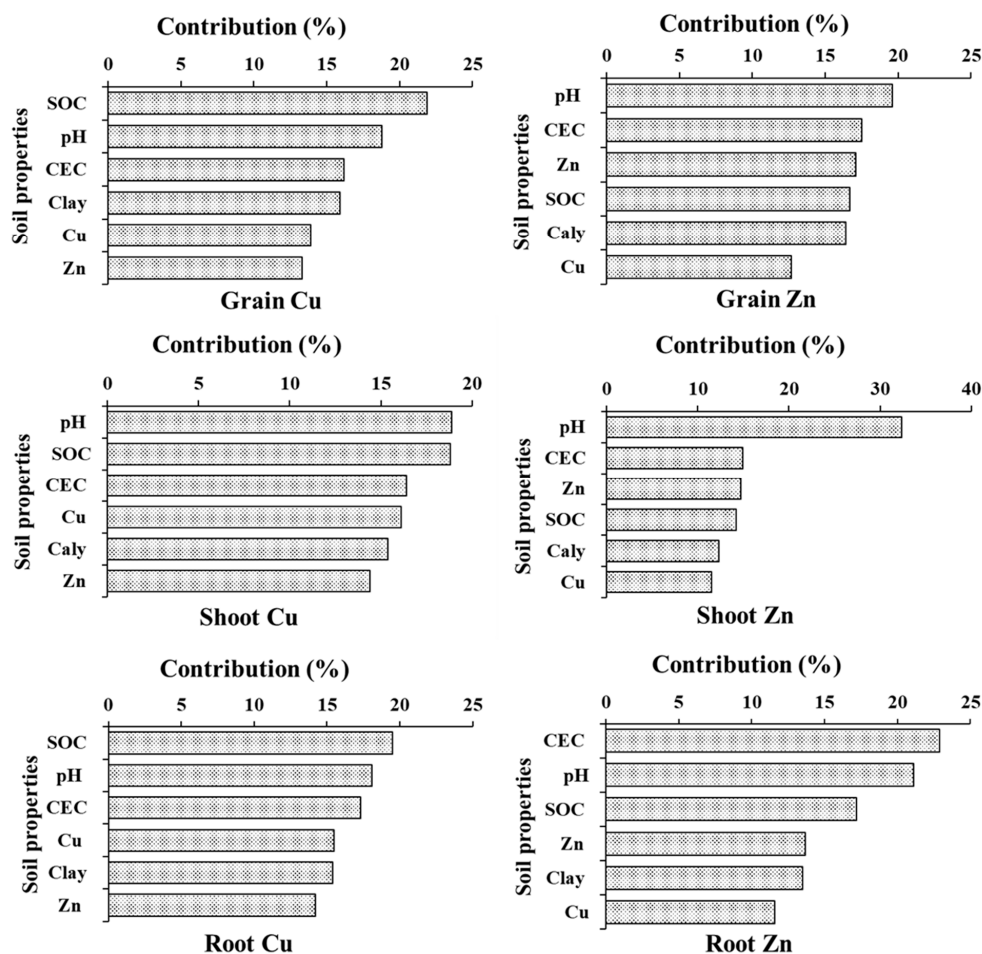 Contribution (%)
0 5 10 15 20 25
Soil properties
SOC
pH
CEC
Clay
Cu
Zn
Grain Cu
Contribution (%)
0 5 10 15 20 25
Soil properties
pH
CEC
Zn
SOC
Caly
Cu
Grain Zn
Contribution (%)
0 5 10 15 20
Soil properties
pH
SOC
CEC
Cu
Caly
Zn
Shoot Cu
Contribution (%)
0 10 20 30 40
Soil properties
pH
CEC
Zn
SOC
Caly
Cu
Shoot Zn
Contribution (%)
0 5 10 15 20 25
Soil properties
SOC
pH
CEC
Cu
Clay
Zn
Root Cu
Contribution (%)
0 5 10 15 20 25
Soil properties
CEC
pH
SOC
Zn
Clay
Cu
Root Zn